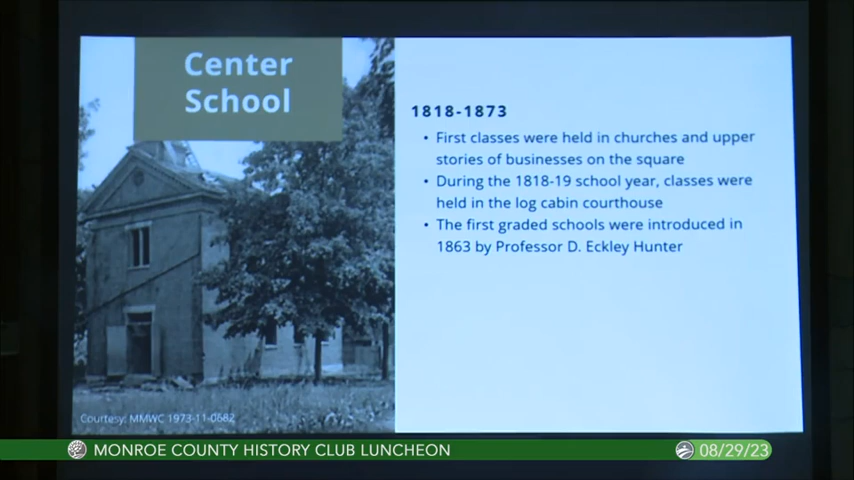 Center
School
1818-1873
• First classes were held in churches and upper
stories of businesses on the square
• During the 1818-19 school year, classes were
held in the log cabin courthouse
• The first graded schools were introduced in
1863 by Professor D. Eckley Hunter
Courtesy: MMWC 1973-11-0682
MONROE COUNTY HISTORY CLUB LUNCHEON
08/29/23